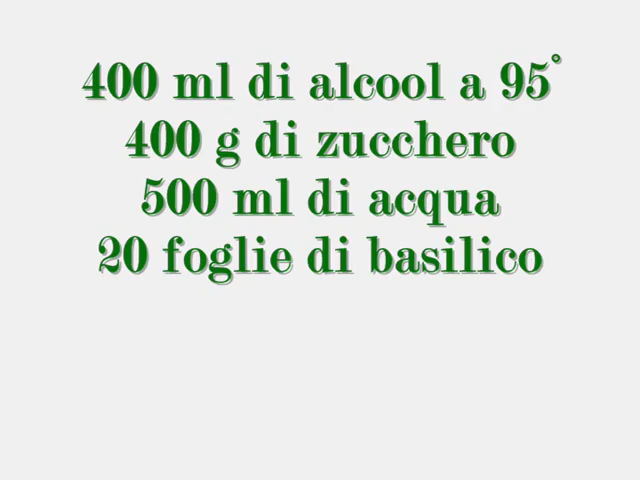 400 ml di alcool a 95°
400 g di zucchero
500 ml di acqua
20 foglie di basilico